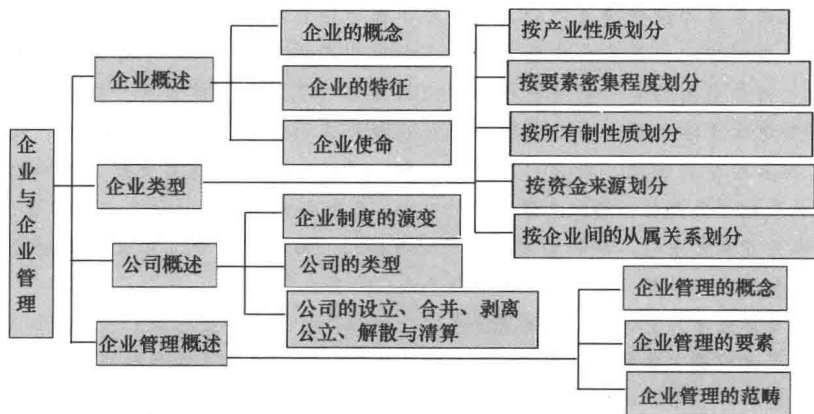 企业与企业管理
企业概述
企业的概念
企业的特征
企业使命
企业类型
按产业性质划分
按要素密集程度划分
按所有制性质划分
按资金来源划分
按企业间的从属关系划分
公司概述
企业制度的演变
公司的类型
公司的设立、合并、剥离
公立、解散与清算
企业管理概述
企业管理的概念
企业管理的要素
企业管理的范畴